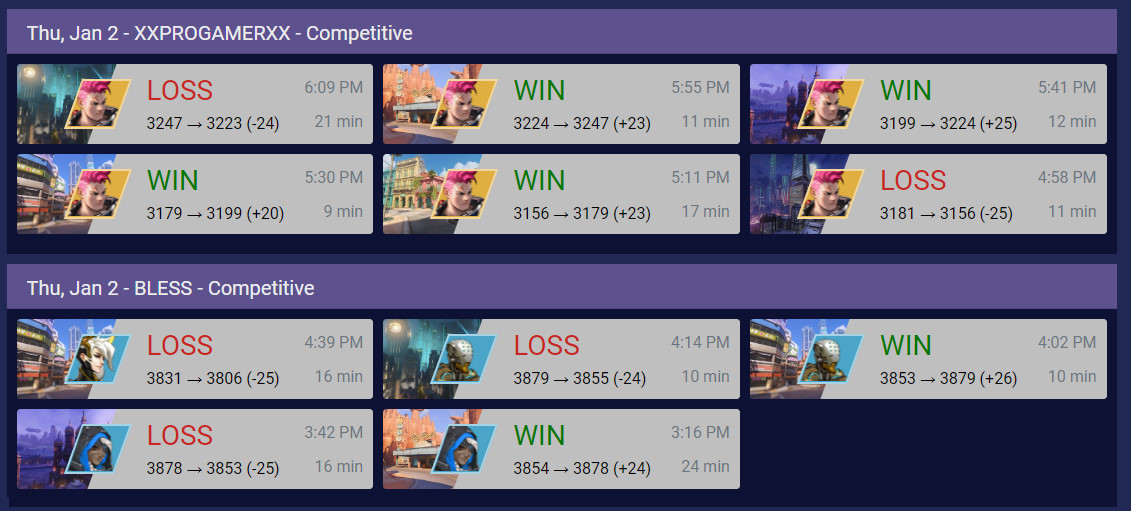 Thu, Jan 2 - XXPROGAMERXX - Competitive
LOSS 6:09 PM
3247 → 3223 (-24) 21 min
WIN 5:55 PM
3224 → 3247 (+23) 11 min
WIN 5:41 PM
3199 → 3224 (+25) 12 min
WIN 5:30 PM
3179 → 3199 (+20) 9 min
WIN 5:11 PM
3156 → 3179 (+23) 17 min
LOSS 4:58 PM
3181 → 3156 (-25) 11 min
Thu, Jan 2 - BLESS - Competitive
LOSS 4:39 PM
3831 → 3806 (-25) 16 min
LOSS 4:14 PM
3879 → 3855 (-24) 10 min
WIN 4:02 PM
3853 → 3879 (+26) 10 min
LOSS 3:42 PM
3878 → 3853 (-25) 16 min
WIN 3:16 PM
3854 → 3878 (+24) 24 min